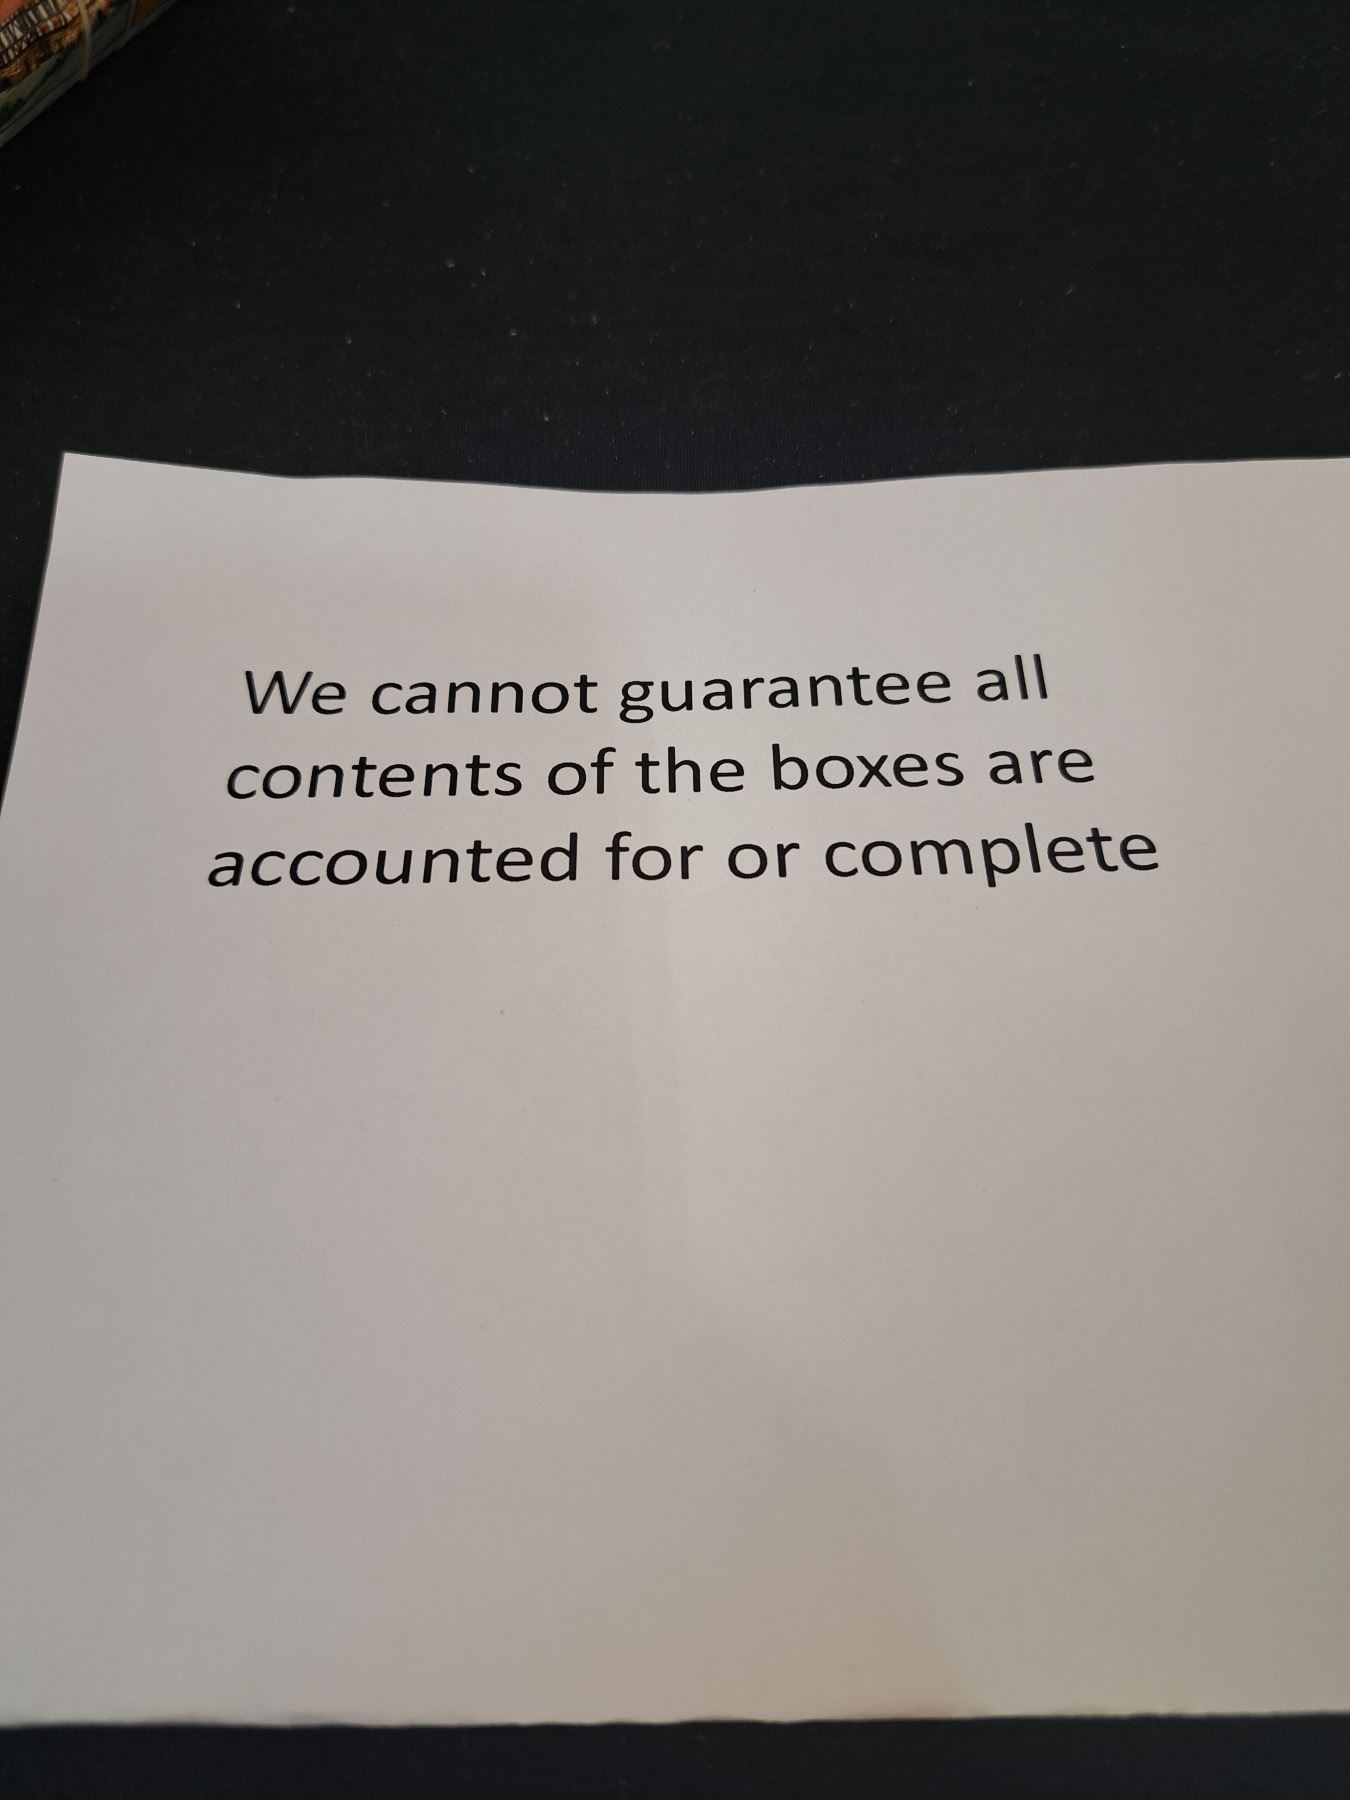 We cannot guarantee all
contents of the boxes are
accounted for or complete